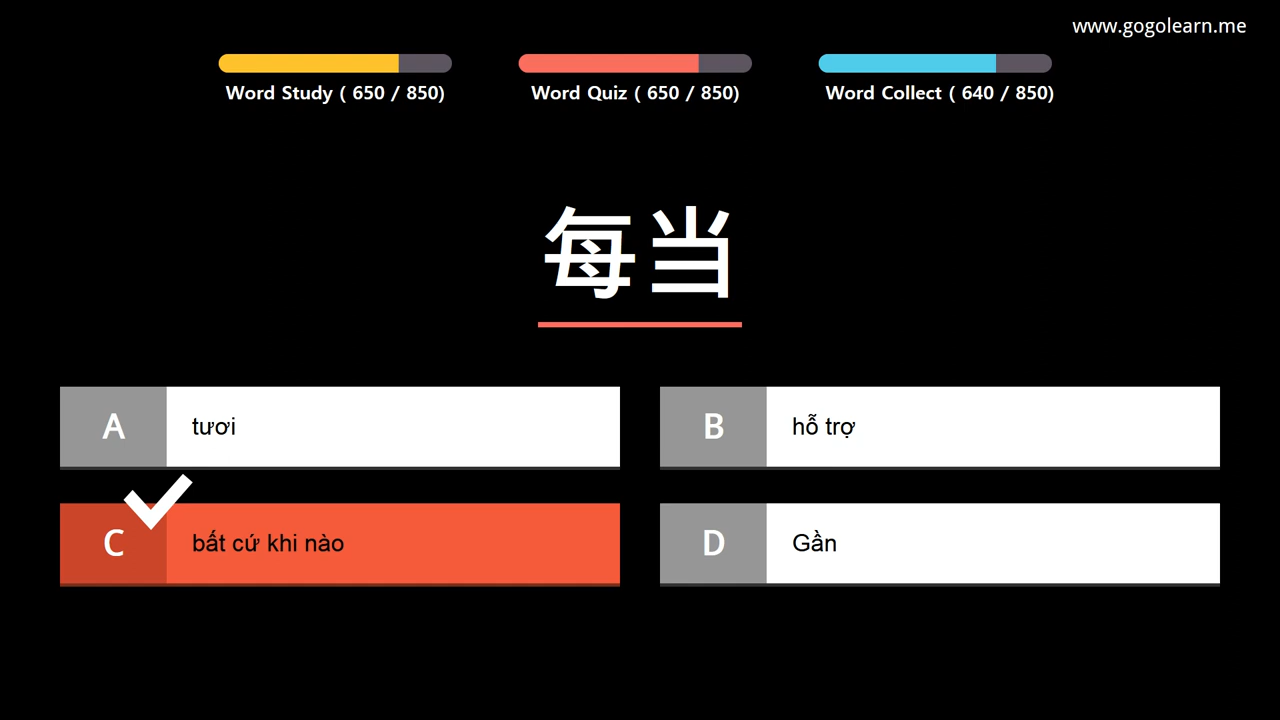 www.gogolearn.me
Word Study ( 650 / 850)
Word Quiz ( 650 / 850)
Word Collect ( 640 / 850)
每当
A tươi
B hỗ trợ
C bất cứ khi nào
D Gần